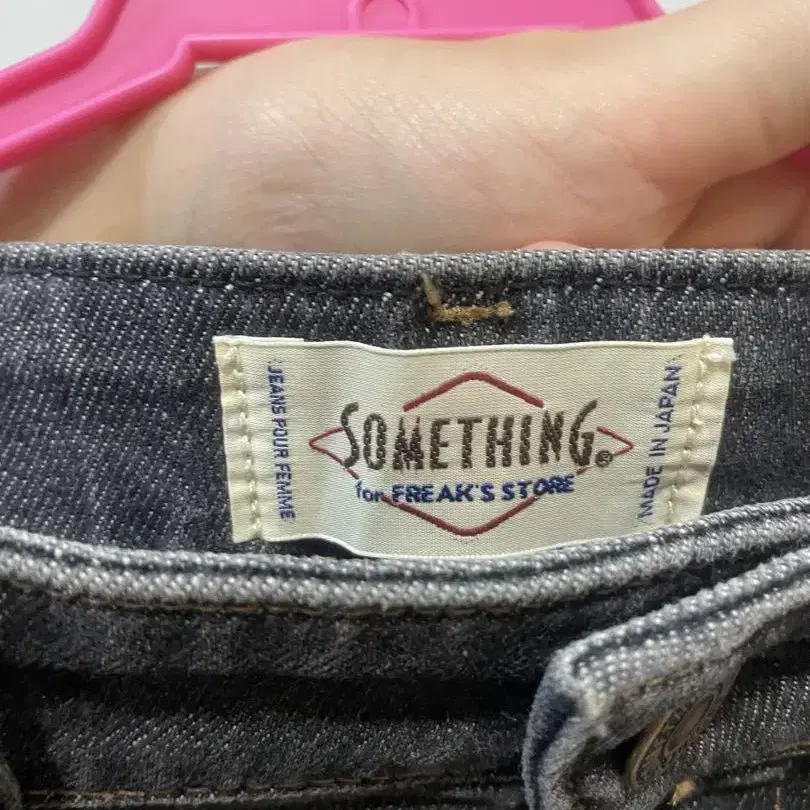 JEANS POUR FEMME
SOMETHING®
for FREAK'S STORE
MADE IN JAPAN